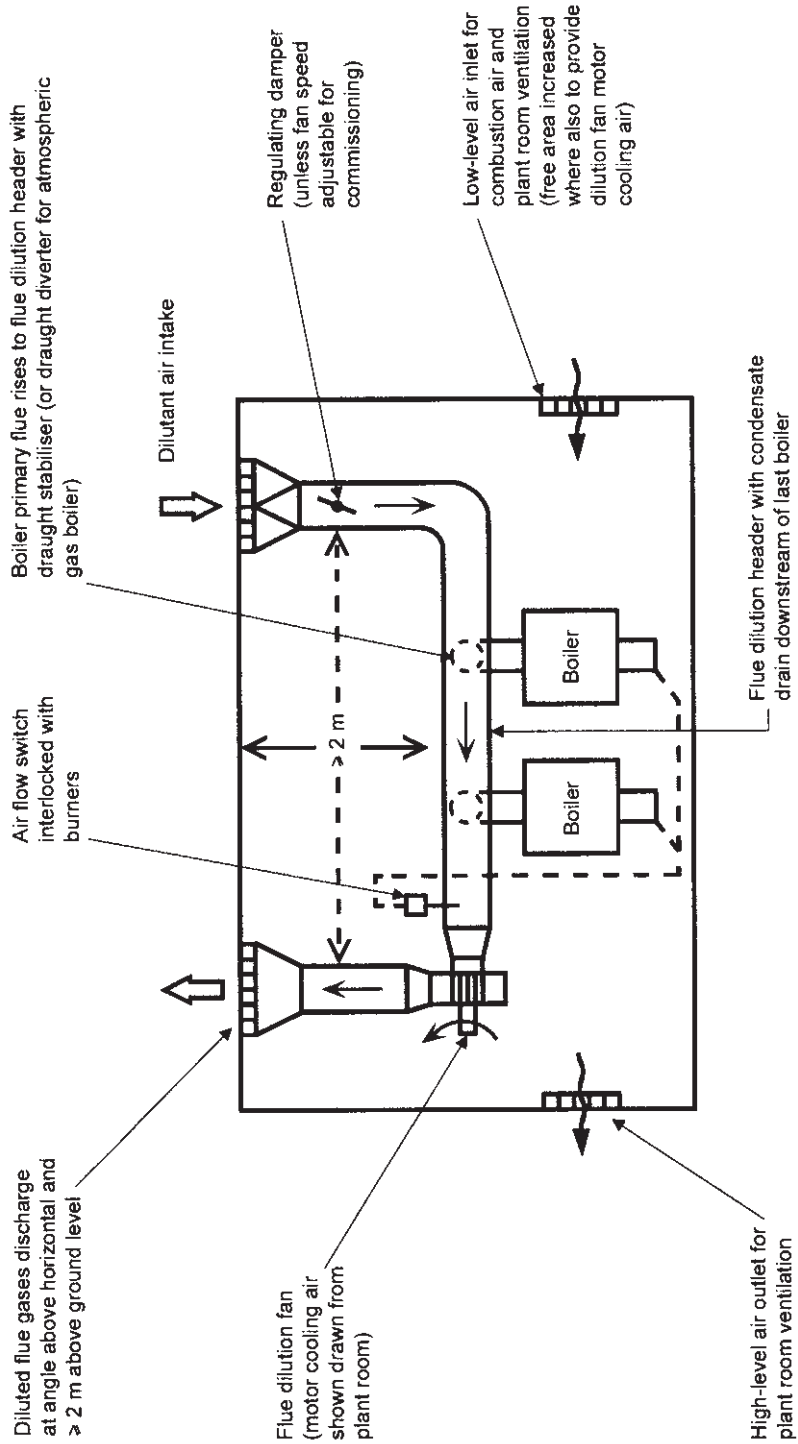 Diluted flue gases discharge
at angle above horizontal and
⩾ 2 m above ground level
Air flow switch
interlocked with
burners
Boiler primary flue rises to flue dilution header with
draught stabiliser (or draught diverter for atmospheric
gas boiler)
Dilutant air intake
Regulating damper
(unless fan speed
adjustable for
commissioning)
⩾ 2 m
Flue dilution fan
(motor cooling air
shown drawn from
plant room)
Boiler
Boiler
Low-level air inlet for
combustion air and
plant room ventilation
(free area increased
where also to provide
dilution fan motor
cooling air)
High-level air outlet for
plant room ventilation
Flue dilution header with condensate
drain downstream of last boiler